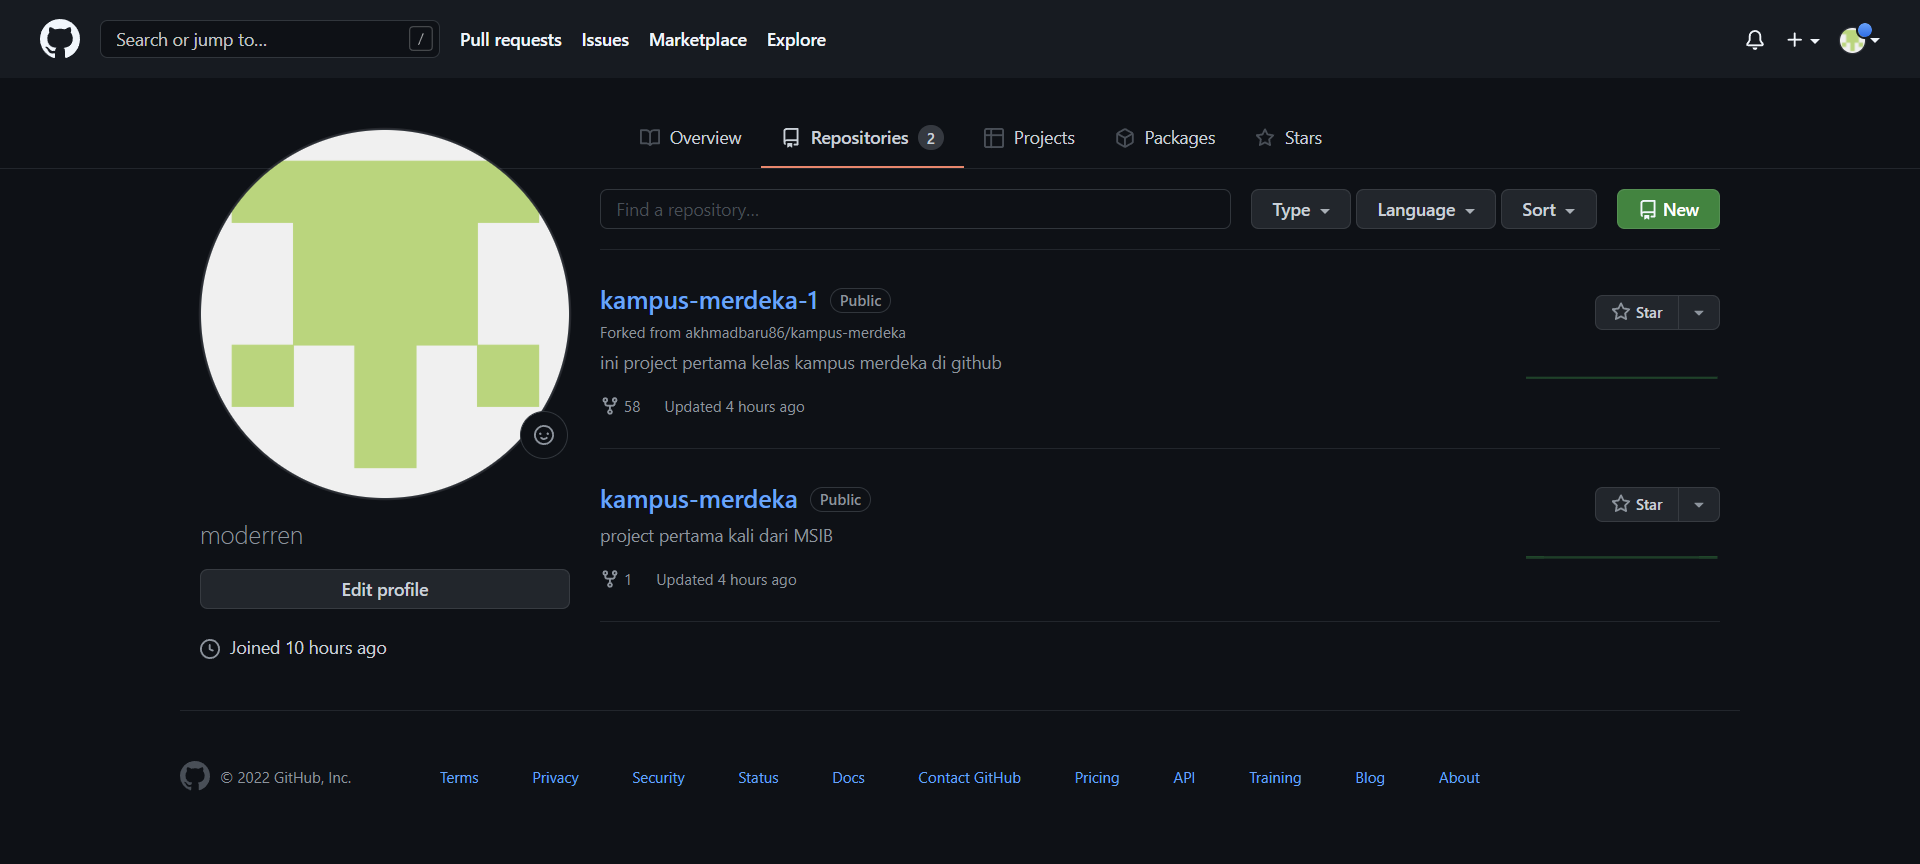 Search or jump to... / Pull requests Issues Marketplace Explore
Overview Repositories 2 Projects Packages Stars
Find a repository... Type Language Sort New
kampus-merdeka-1 Public
Star
Forked from akhmadbaru86/kampus-merdeka
ini project pertama kelas kampus merdeka di github
58 Updated 4 hours ago
kampus-merdeka Public
Star
project pertama kali dari MSIB
1 Updated 4 hours ago
moderren
Edit profile
Joined 10 hours ago
© 2022 GitHub, Inc. Terms Privacy Security Status Docs Contact GitHub Pricing API Training Blog About